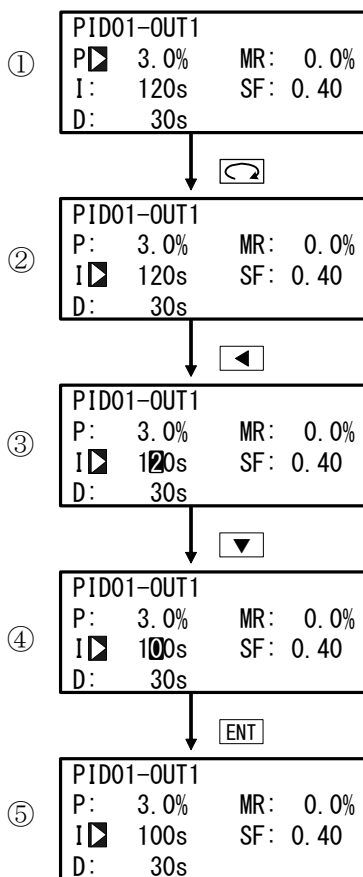 ①
PID01-OUT1
P▶ 3.0% MR: 0.0%
I: 120s SF: 0.40
D: 30s
②
PID01-OUT1
P: 3.0% MR: 0.0%
I▶ 120s SF: 0.40
D: 30s
◀
③
PID01-OUT1
P: 3.0% MR: 0.0%
I▶ 120s SF: 0.40
D: 30s
▼
④
PID01-OUT1
P: 3.0% MR: 0.0%
I▶ 100s SF: 0.40
D: 30s
ENT
⑤
PID01-OUT1
P: 3.0% MR: 0.0%
I▶ 100s SF: 0.40
D: 30s